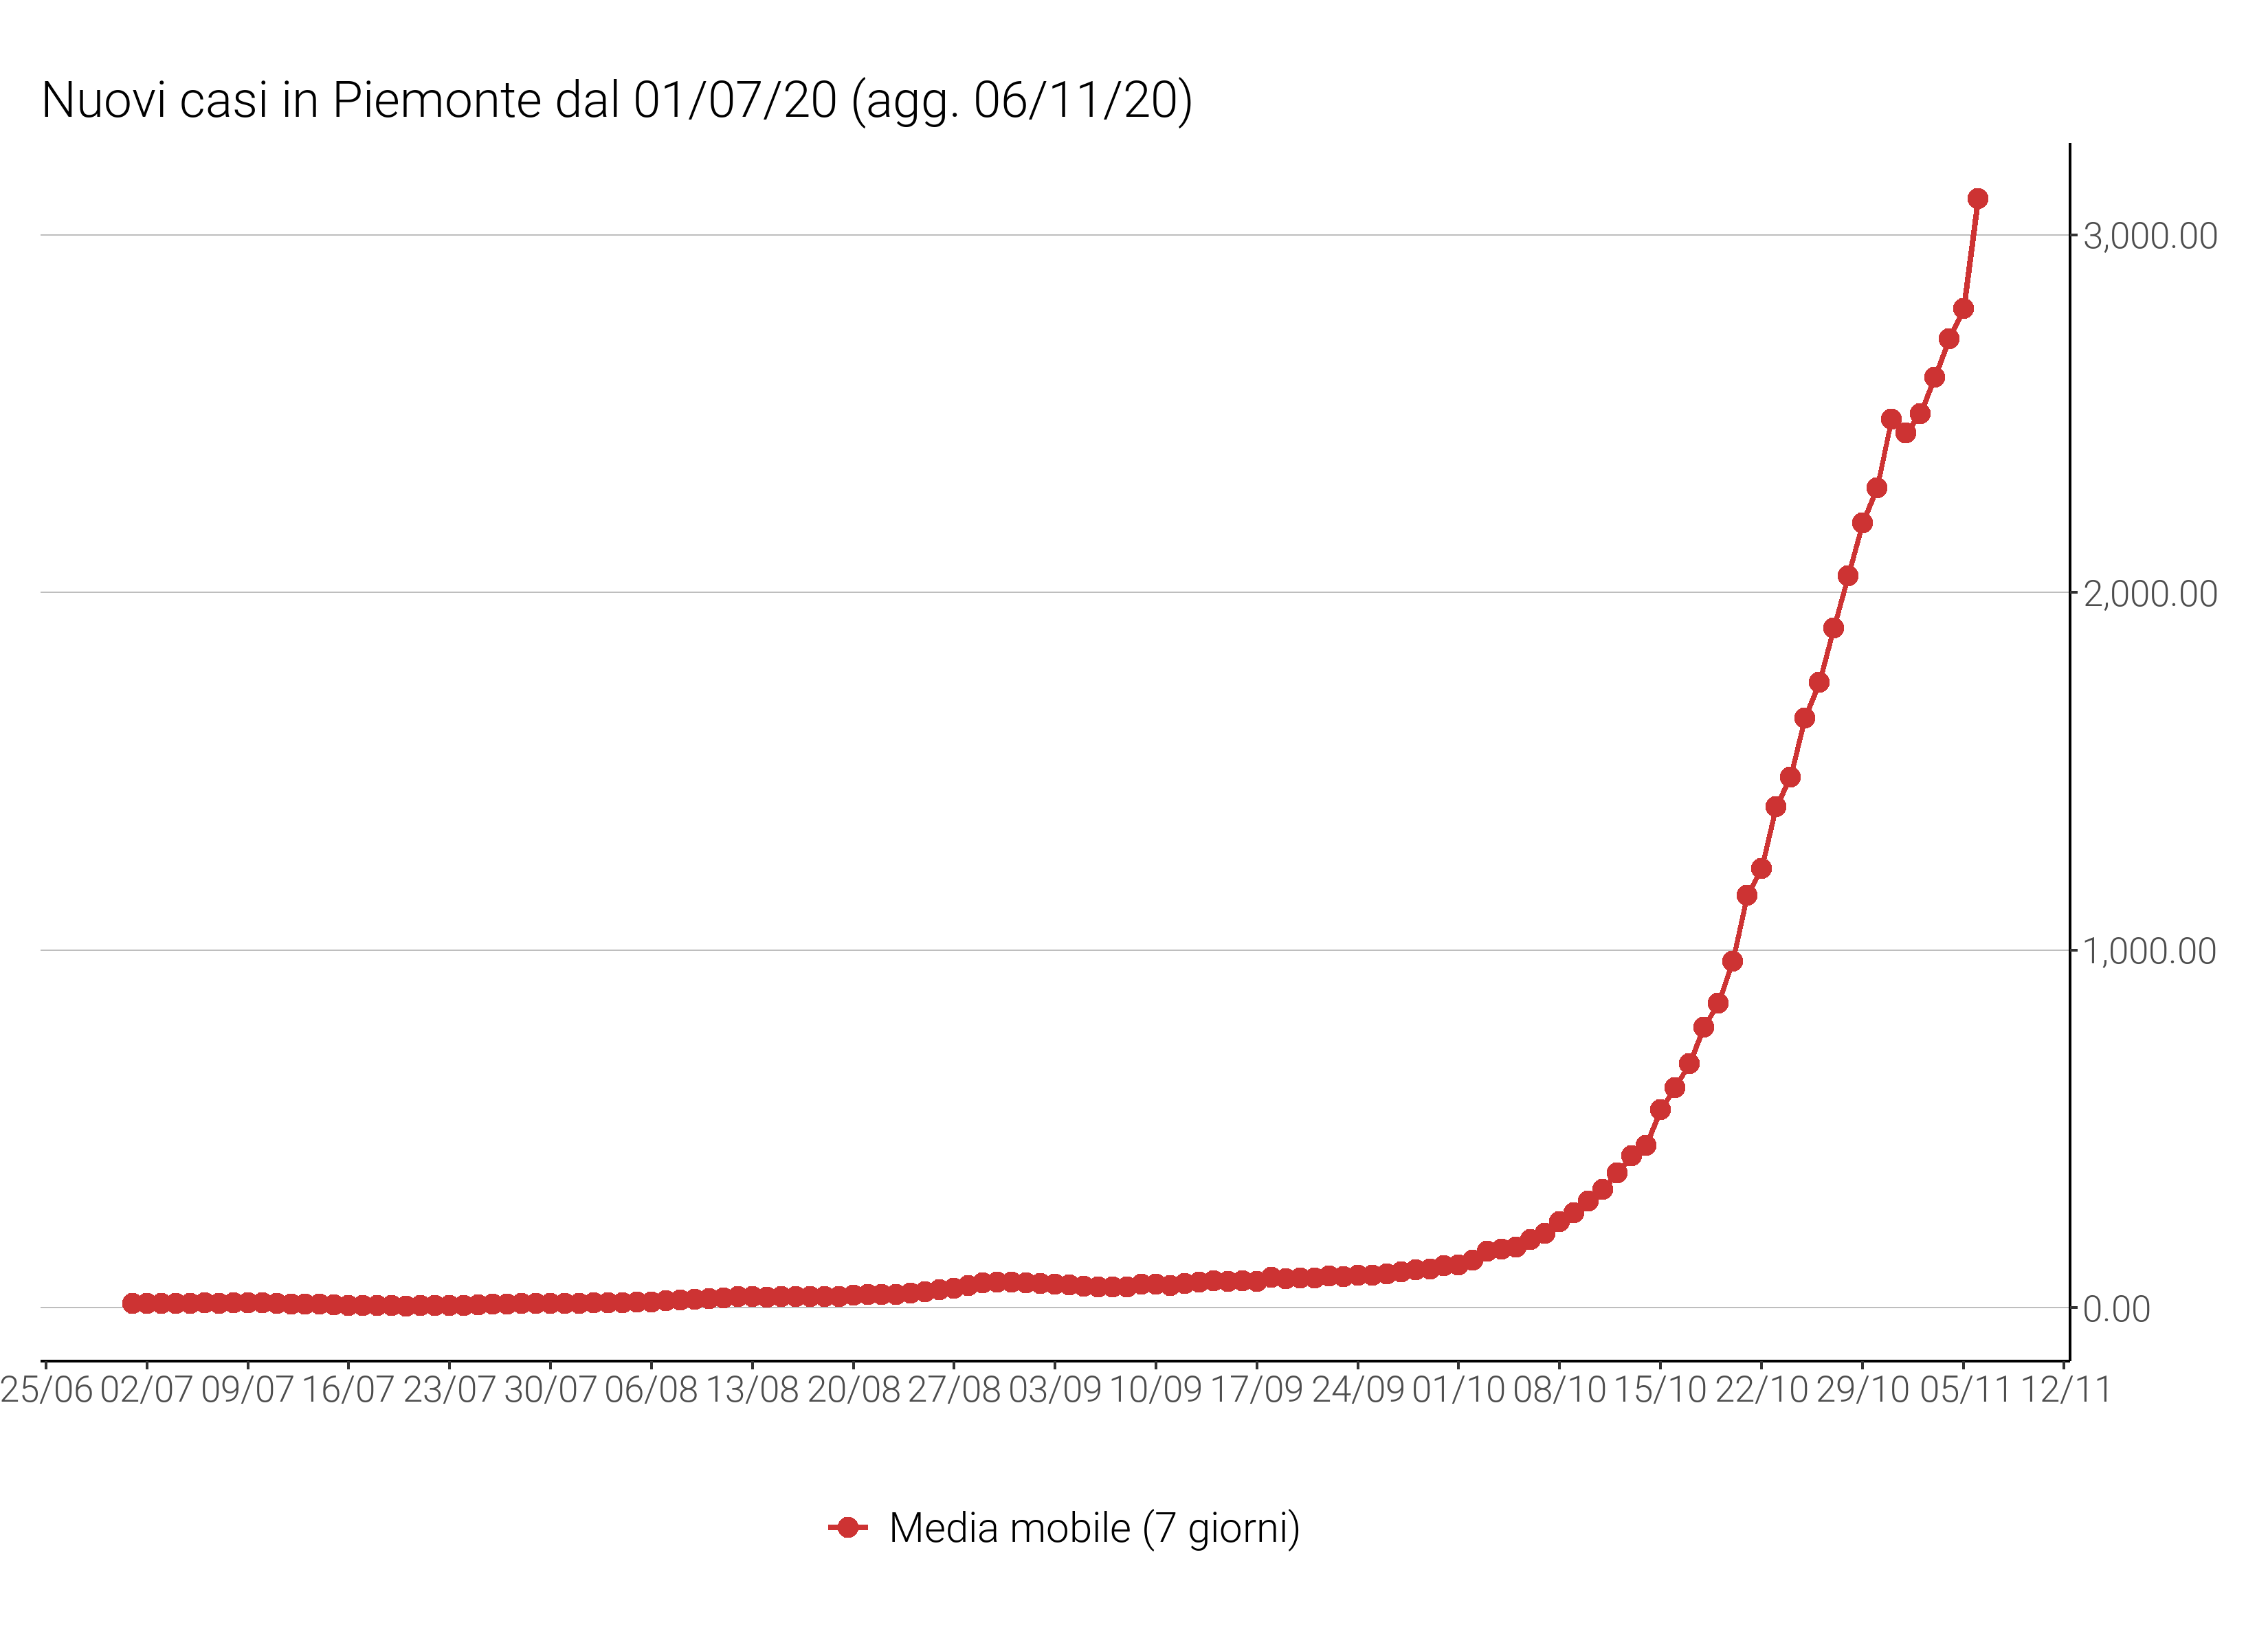 Nuovi casi in Piemonte dal 01/07/20 (agg. 06/11/20)
3,000.00
2,000.00
1,000.00
0.00
25/06 02/07 09/07 16/07 23/07 30/07 06/08 13/08 20/08 27/08 03/09 10/09 17/09 24/09 01/10 08/10 15/10 22/10 29/10 05/11 12/11
Media mobile (7 giorni)